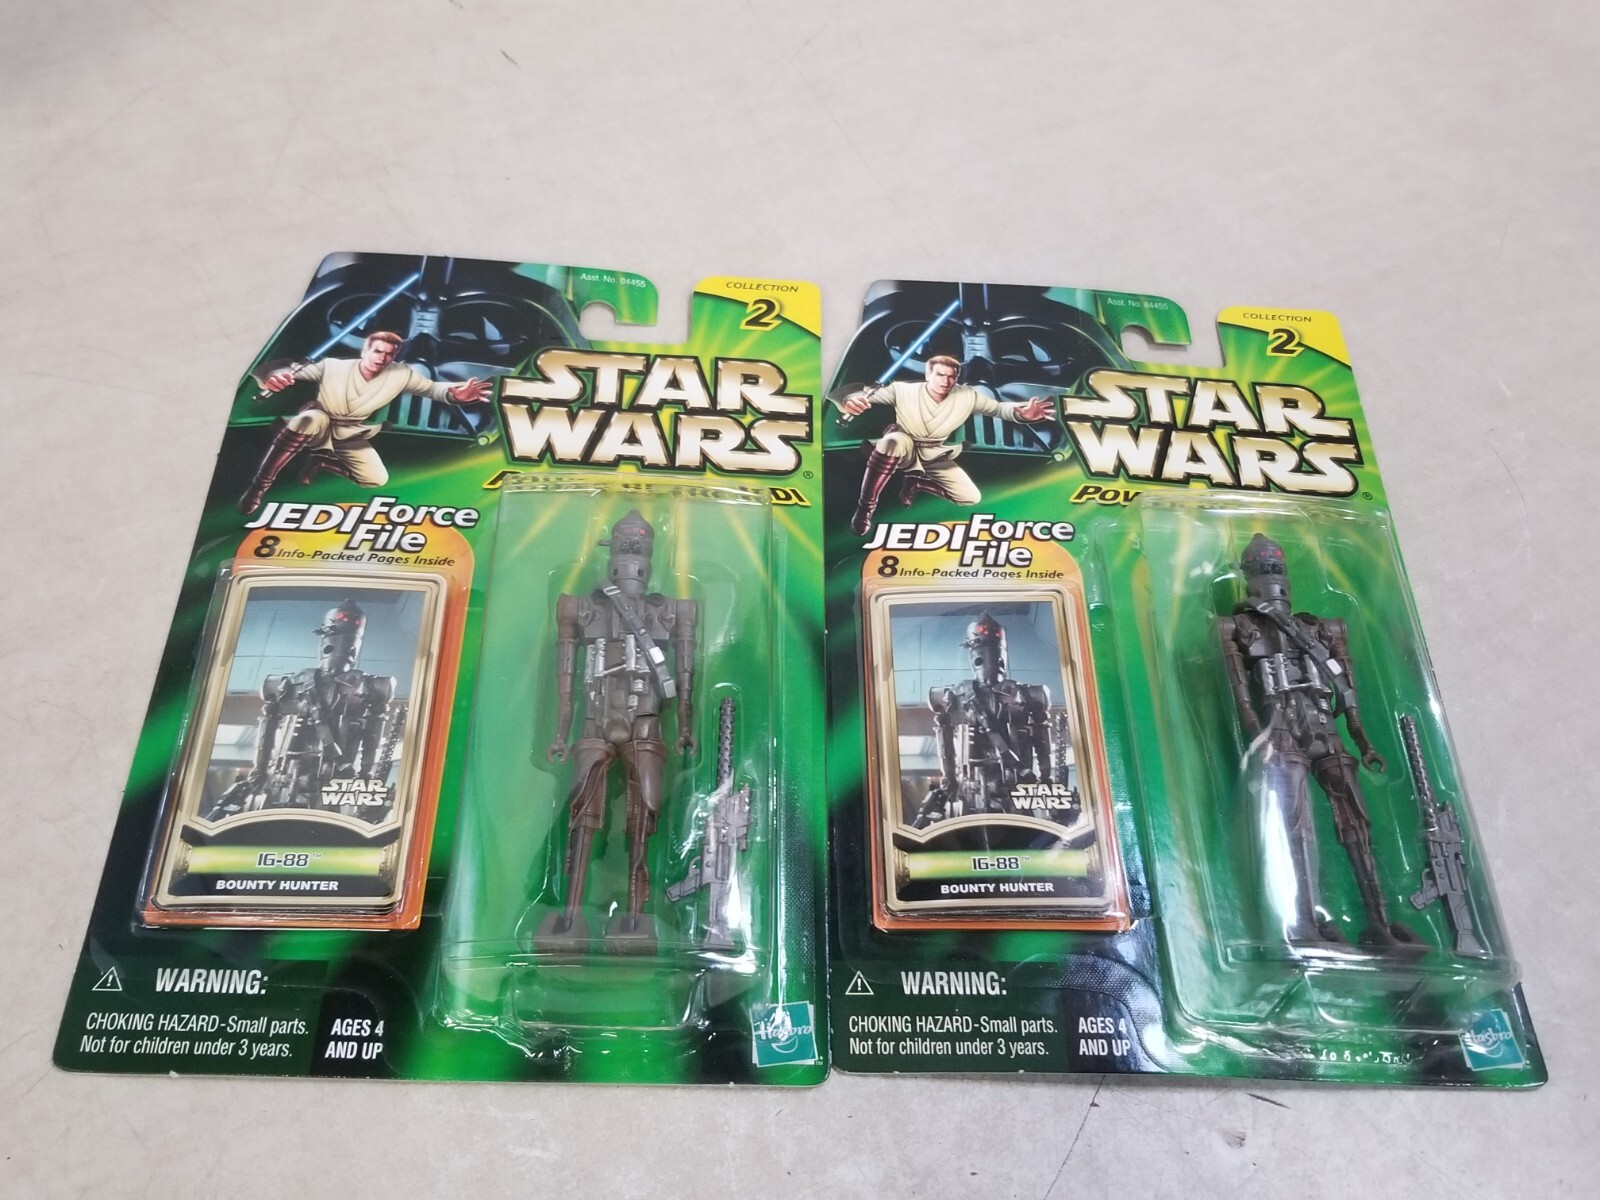 Asst. No. 84455
COLLECTION
2
STAR
WARS®
JEDI Force
File
8 Info-Packed Pages Inside
STAR
WARS®
IG-88™
BOUNTY HUNTER
WARNING:
CHOKING HAZARD-Small parts.
Not for children under 3 years.
AGES 4
AND UP
Hasbro
™
Asst. No. 84455
COLLECTION
2
STAR
WARS®
JEDI Force
File
8 Info-Packed Pages Inside
STAR
WARS®
IG-88™
BOUNTY HUNTER
WARNING:
CHOKING HAZARD-Small parts.
Not for children under 3 years.
AGES 4
AND UP
Hasbro